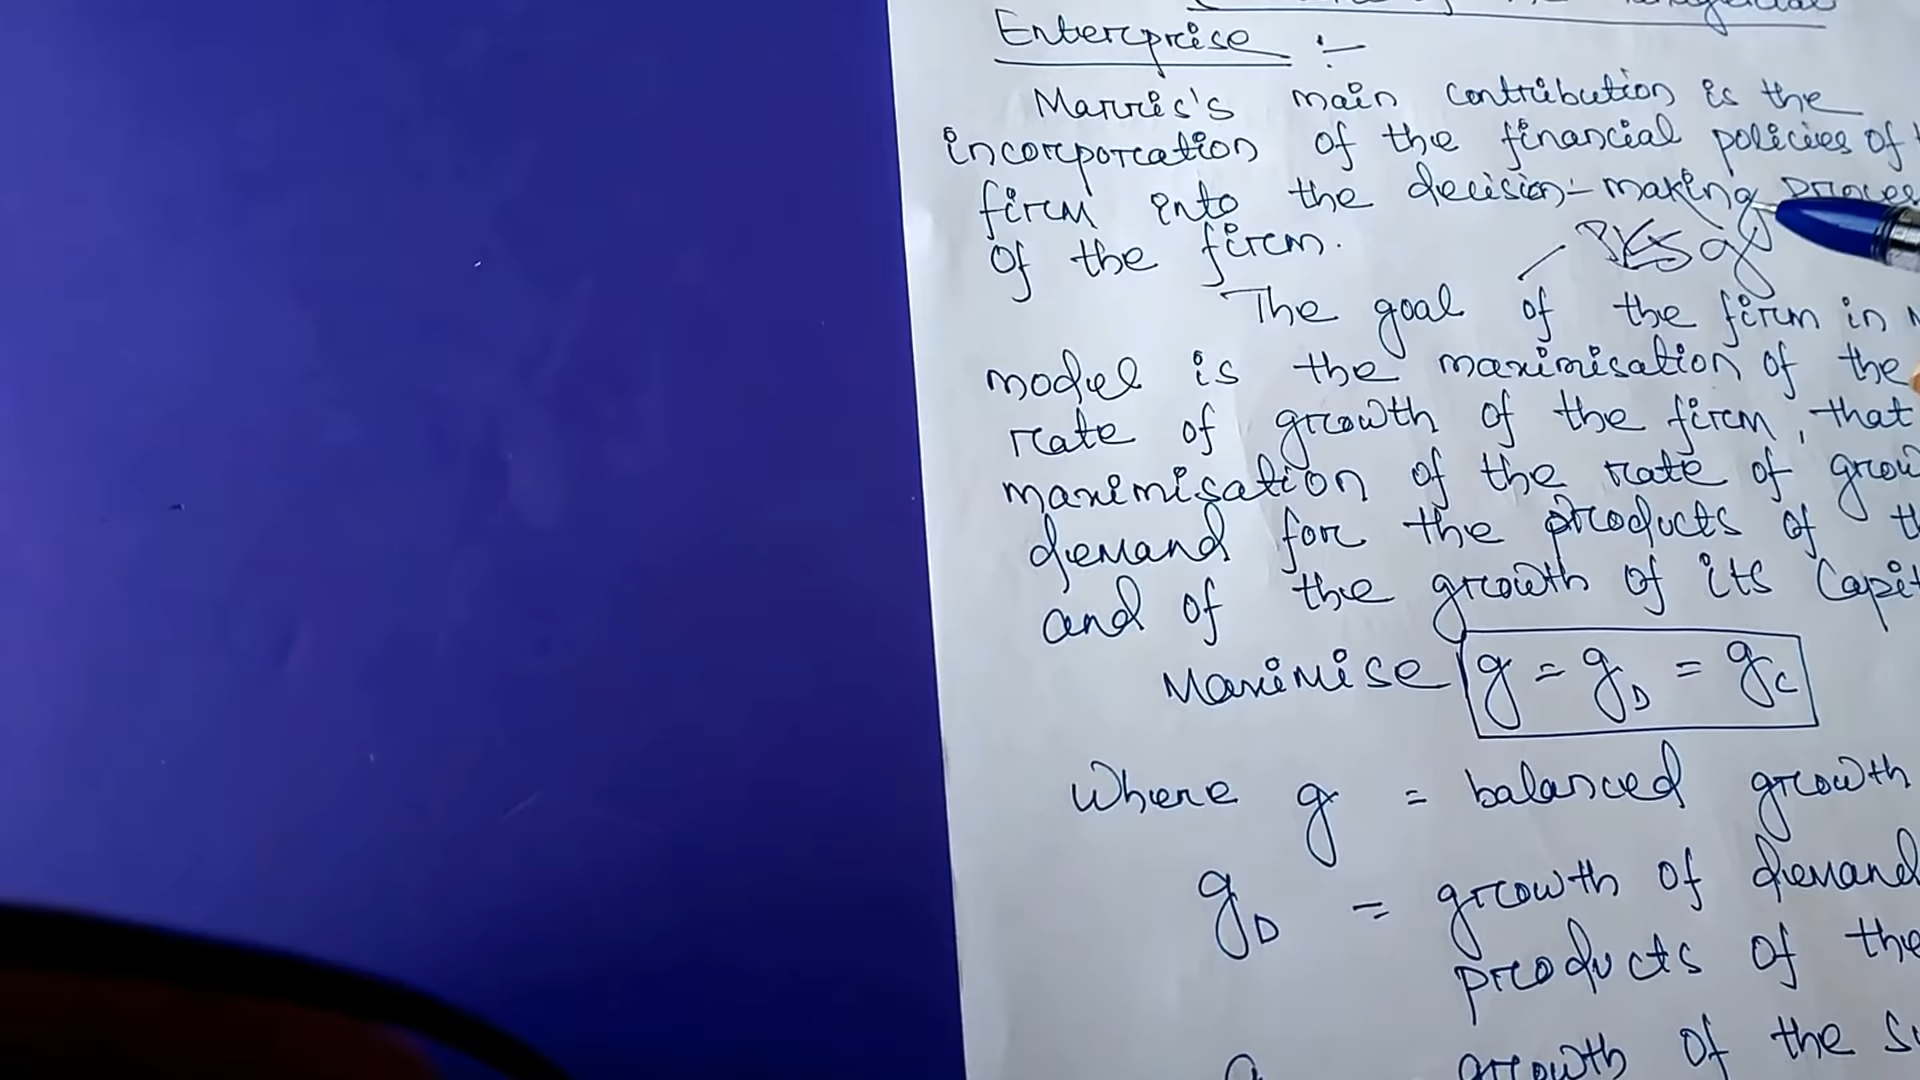 Enterprise :-
Marris's main contribution is the
incorporation of the financial policies of
firm into the decision-making
of the firm.
The goal of the firm in
model is the maximisation of the
rate of growth of the firm, that
maximisation of the rate of
demand for the products of
and of the growth of its
Maximise g = g_D = g_C
Where g = balanced growth
g_D = growth of demand
products of the
growth of the